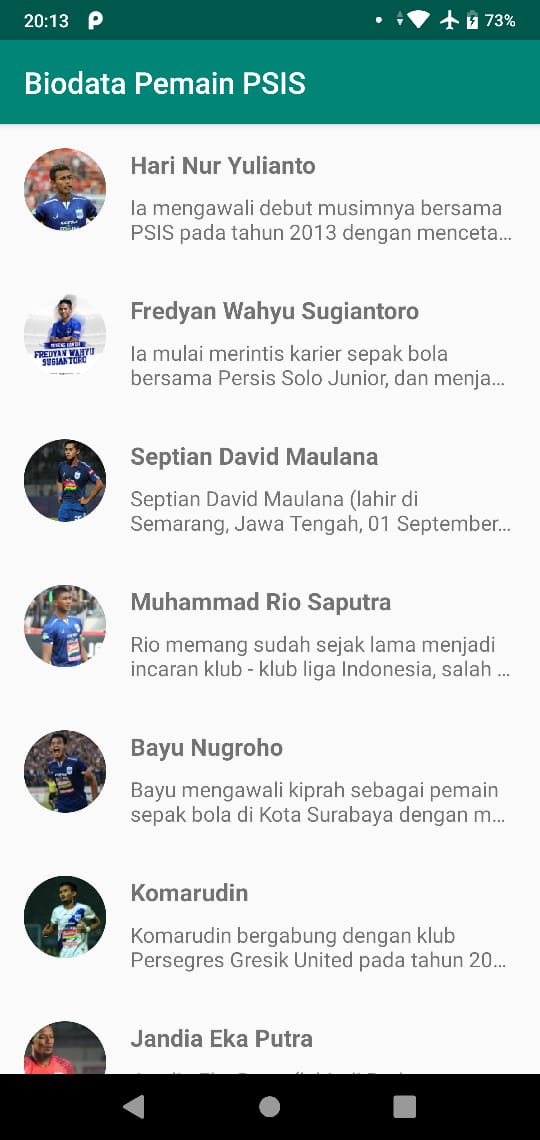 20:13
73%
Biodata Pemain PSIS
Hari Nur Yulianto
Ia mengawali debut musimnya bersama
PSIS pada tahun 2013 dengan menceta…
FREDYAN WAHYU
SUGIANTORO
Fredyan Wahyu Sugiantoro
Ia mulai merintis karier sepak bola
bersama Persis Solo Junior, dan menja…
Septian David Maulana
Septian David Maulana (lahir di
Semarang, Jawa Tengah, 01 September…
Muhammad Rio Saputra
Rio memang sudah sejak lama menjadi
incaran klub - klub liga Indonesia, salah …
Bayu Nugroho
Bayu mengawali kiprah sebagai pemain
sepak bola di Kota Surabaya dengan m…
Komarudin
Komarudin bergabung dengan klub
Persegres Gresik United pada tahun 20…
Jandia Eka Putra